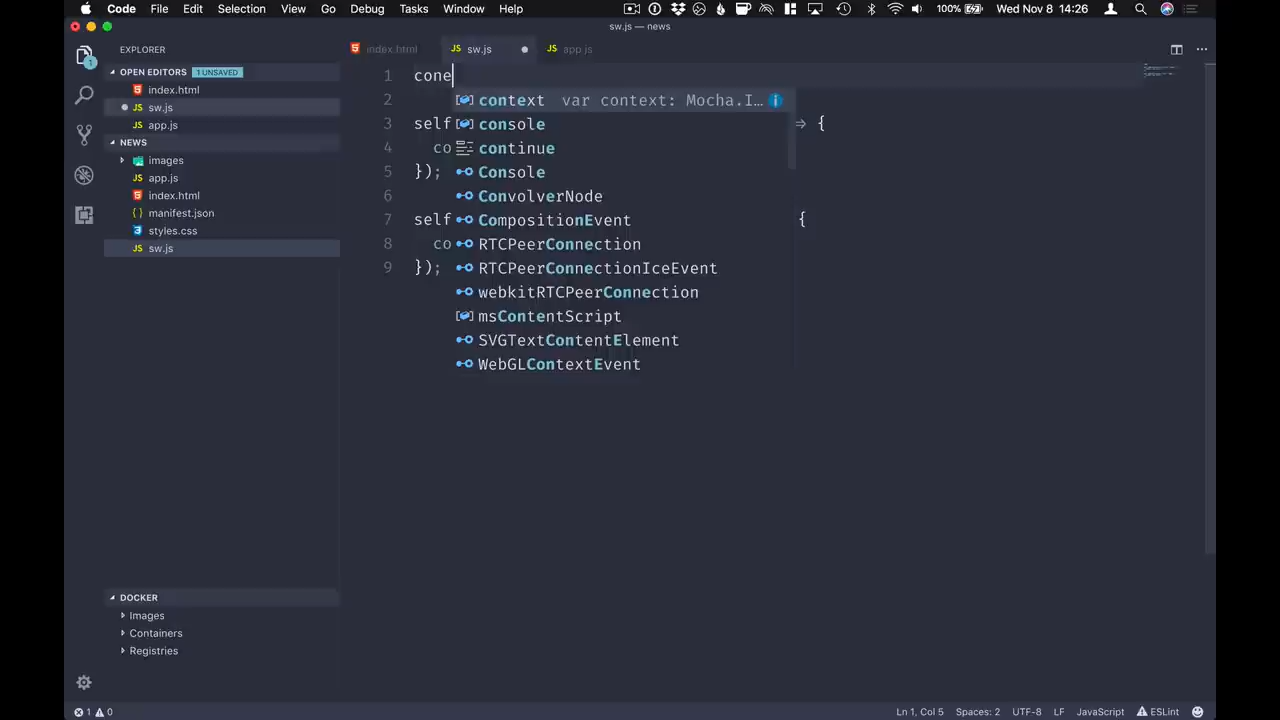 Code File Edit Selection View Go Debug Tasks Window Help 100% Wed Nov 8 14:26
sw.js — news
EXPLORER
OPEN EDITORS 1 UNSAVED
index.html
sw.js
app.js
NEWS
images
app.js
index.html
manifest.json
styles.css
sw.js
DOCKER
Images
Containers
Registries
index.html JS sw.js JS app.js
1 cone
2
3 self => {
4 co
5 });
6
7 self {
8 co
9 });
context var context: Mocha.I…
console
continue
Console
ConvolverNode
CompositionEvent
RTCPeerConnection
RTCPeerConnectionIceEvent
webkitRTCPeerConnection
msContentScript
SVGTextContentElement
WebGLContextEvent
1 0 Ln 1, Col 5 Spaces: 2 UTF-8 LF JavaScript ESLint